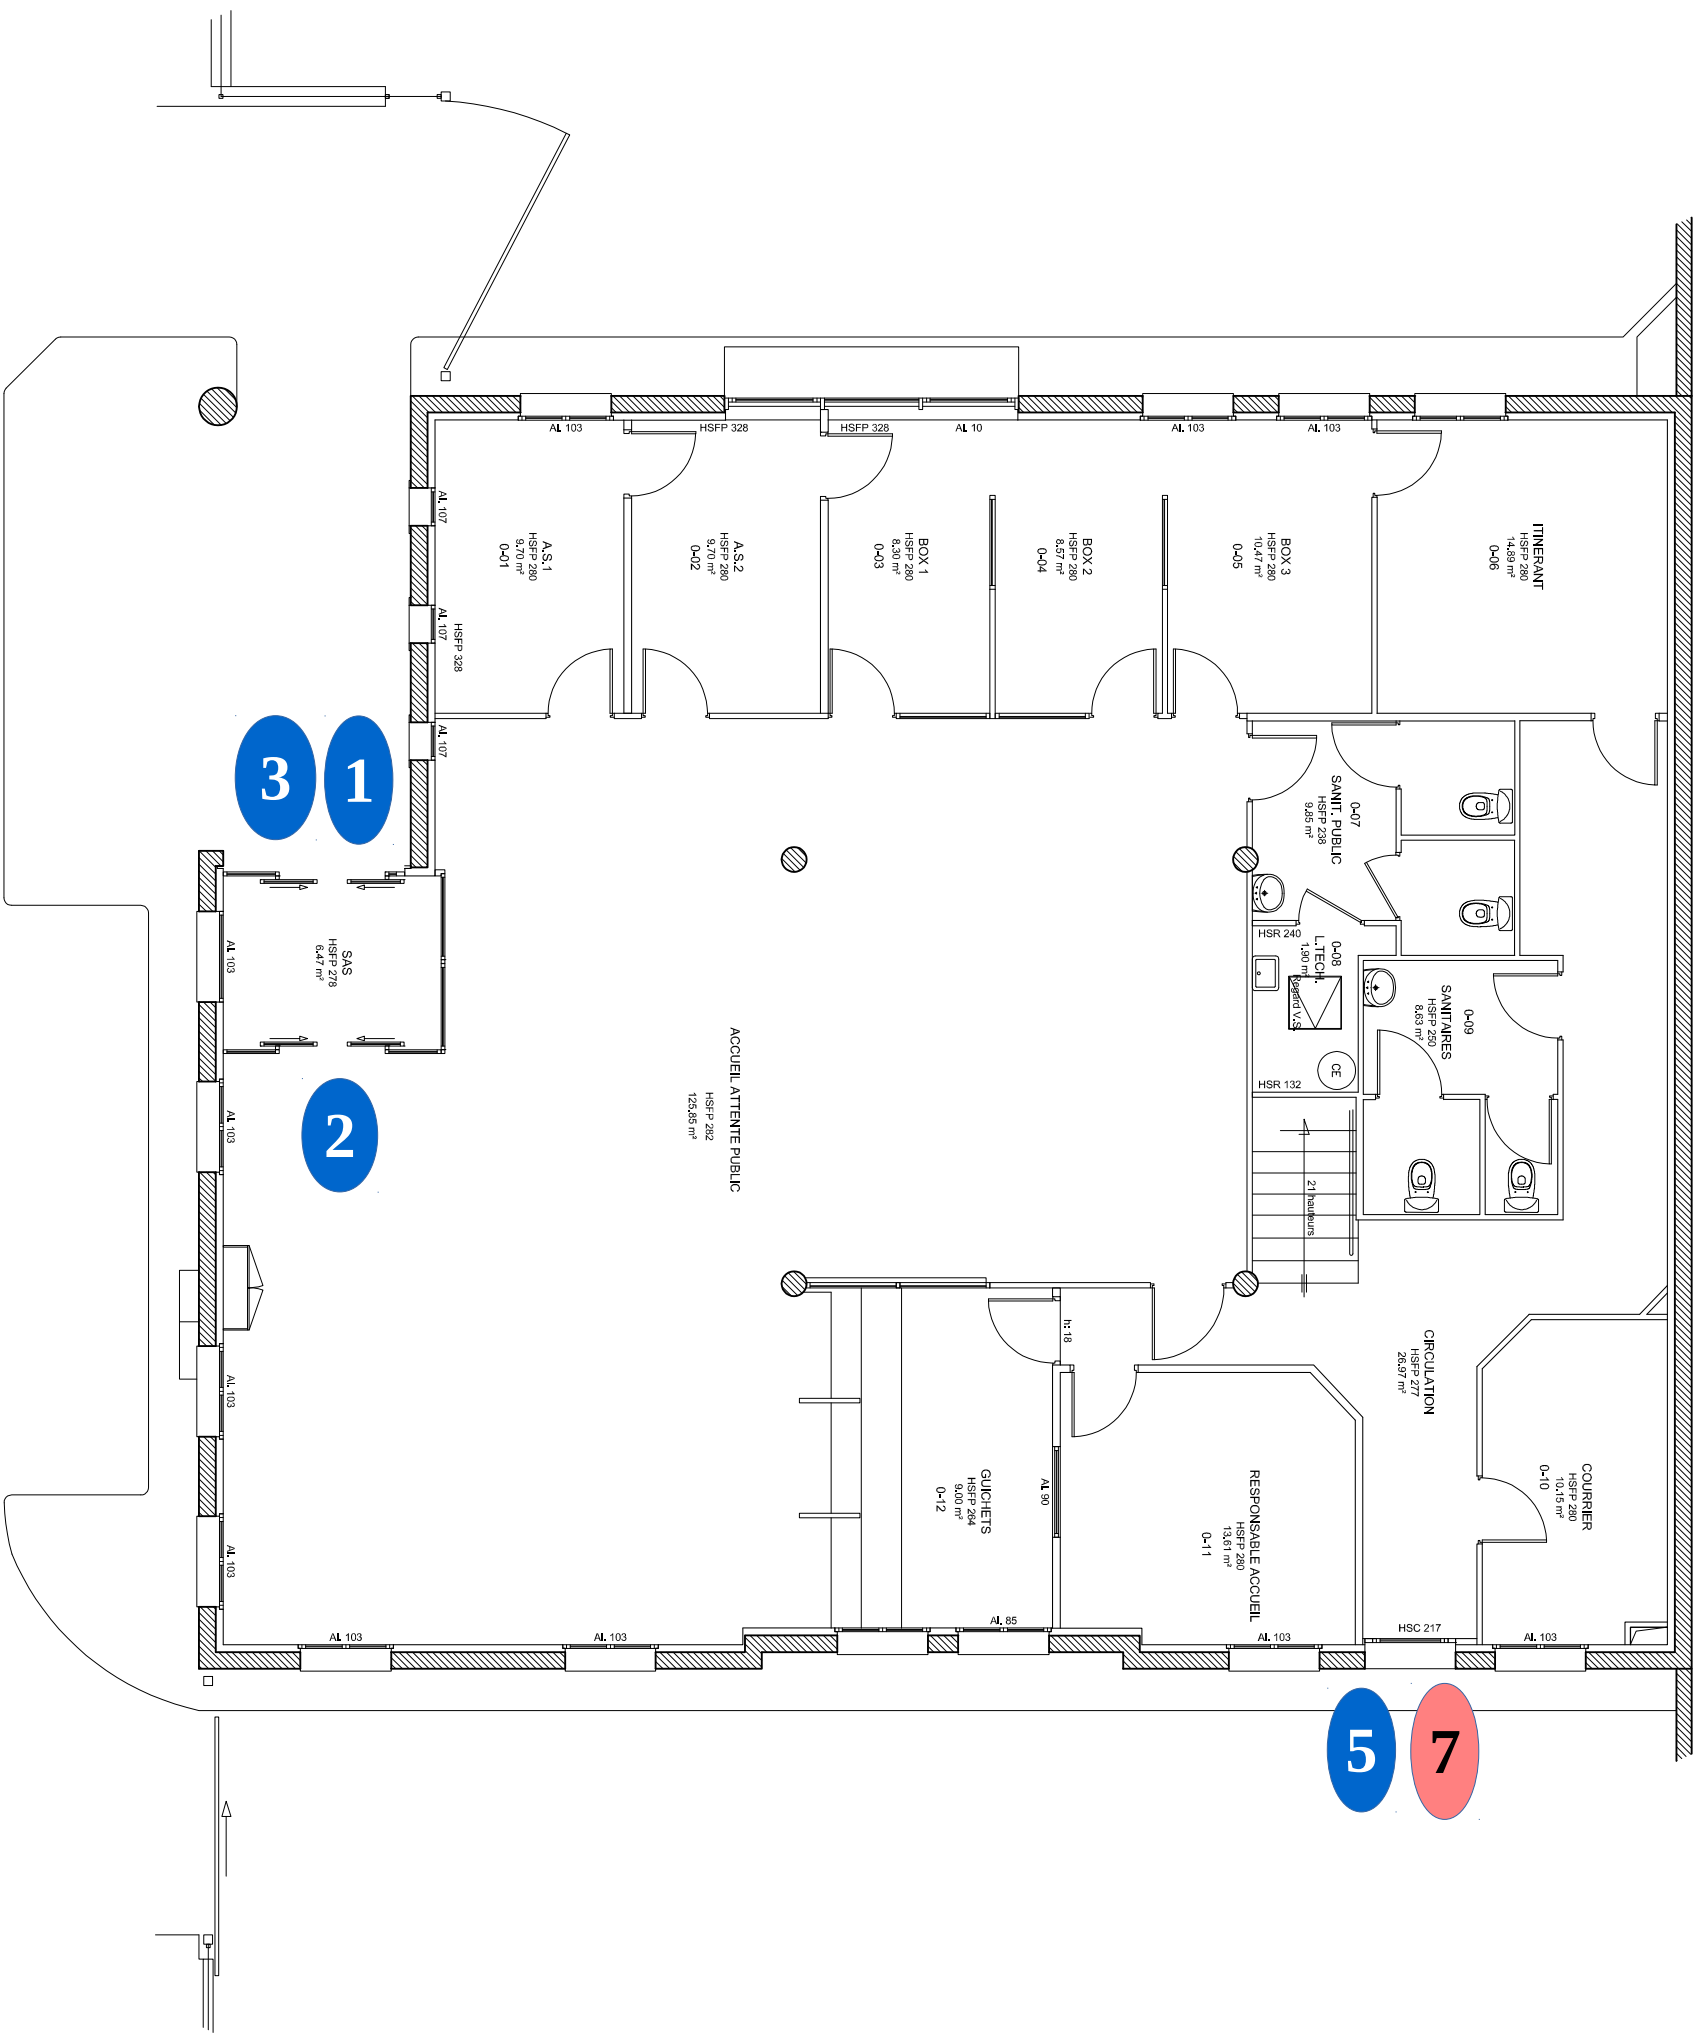 Al. 103
HSFP 328
HSFP 328
Al. 10
Al. 103
Al. 103
Al. 107
Al. 107
HSFP 328
Al. 107
A.S.1
HSFP 280
9.70 m²
0-01
A.S.2
HSFP 280
9.70 m²
0-02
BOX 1
HSFP 280
8.30 m²
0-03
BOX 2
HSFP 280
8.57 m²
0-04
BOX 3
HSFP 280
10.47 m²
0-05
ITINERANT
HSFP 280
14.89 m²
0-06
3
1
0-07
SANIT. PUBLIC
HSFP 238
9.85 m²
HSR 240
0-08
L.TECH.
1.90 m²
Regard V.S.
CE
HSR 132
0-09
SANITAIRES
HSFP 250
8.63 m²
SAS
HSFP 278
6.47 m²
Al. 103
Al. 103
2
ACCUEIL ATTENTE PUBLIC
HSFP 282
125.85 m²
21 hauteurs
h: 18
CIRCULATION
HSFP 277
26.97 m²
Al. 103
Al. 103
GUICHETS
HSFP 264
9.00 m²
0-12
Al. 90
RESPONSABLE ACCUEIL
HSFP 280
13.61 m²
0-11
COURRIER
HSFP 280
10.15 m²
0-10
Al. 103
Al. 103
Al. 85
Al. 103
HSC 217
Al. 103
5
7